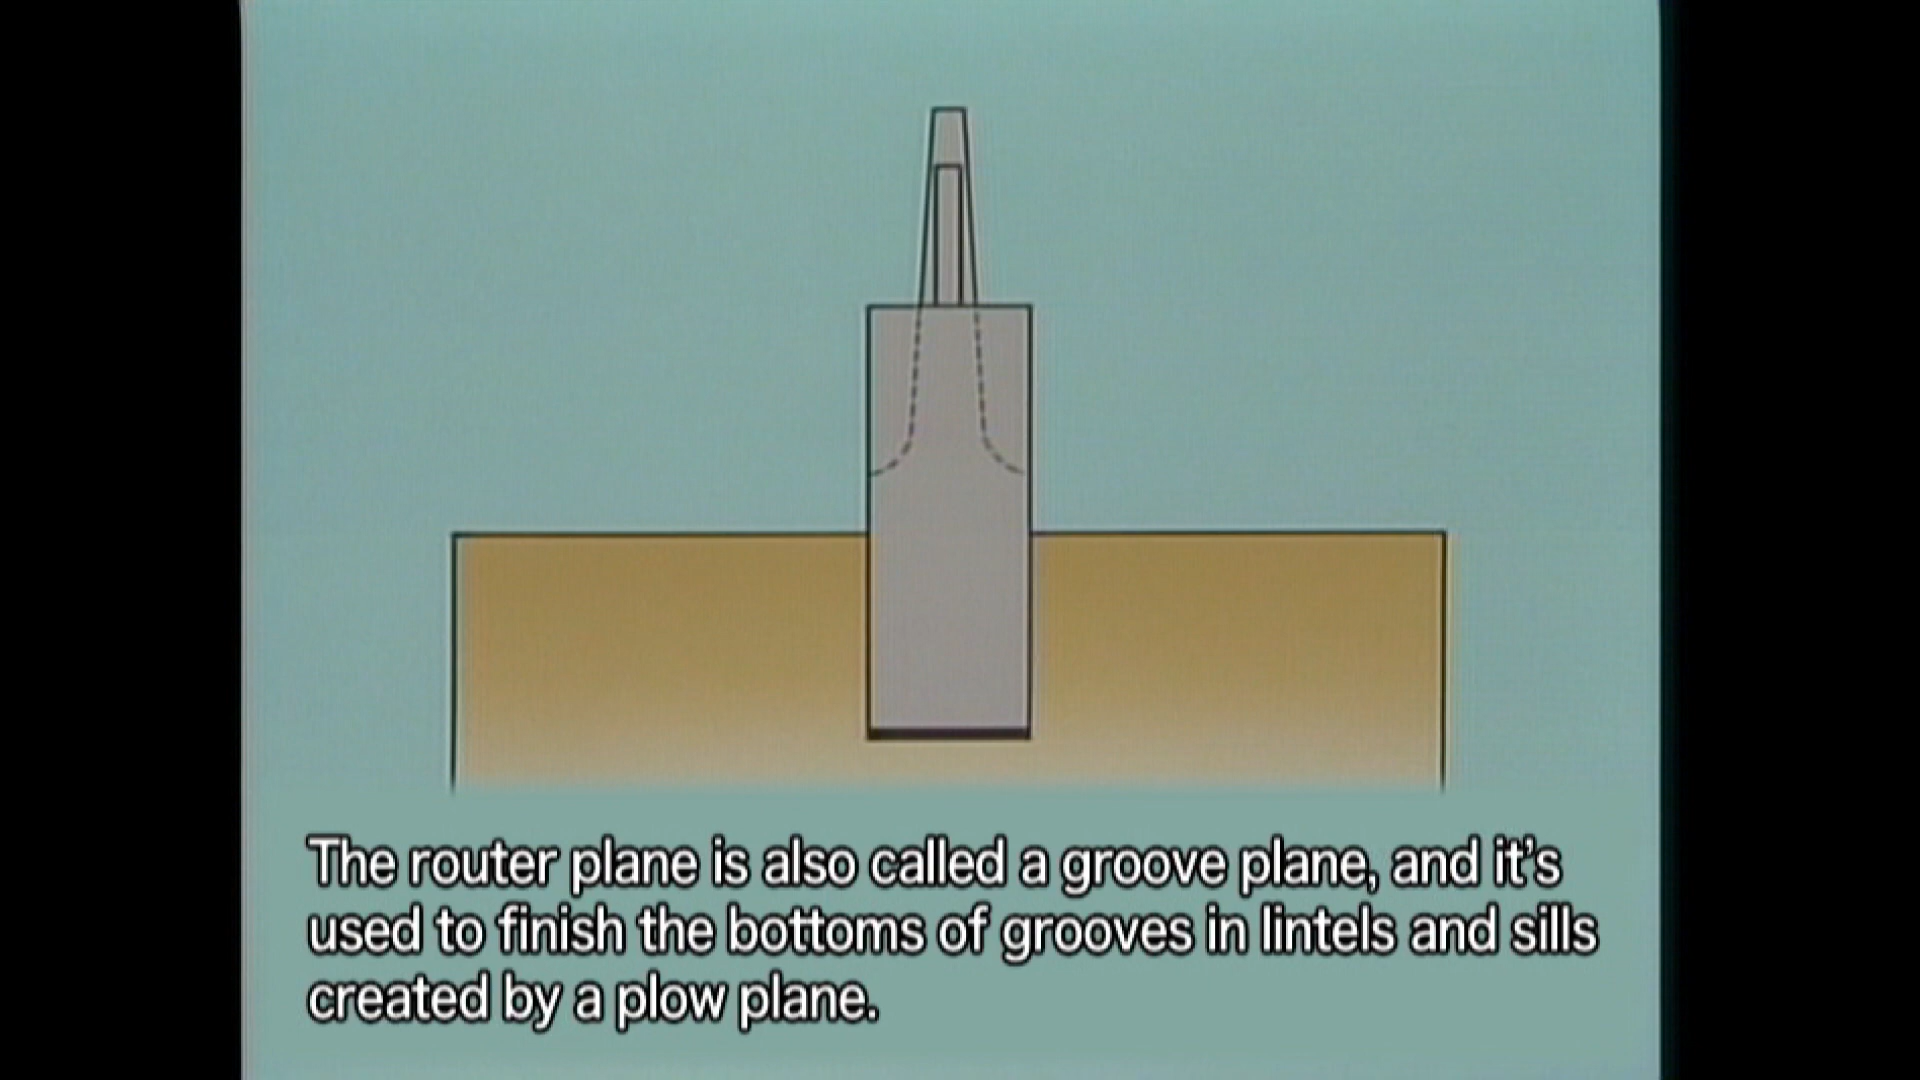 The router plane is also called a groove plane, and it's
used to finish the bottoms of grooves in lintels and sills
created by a plow plane.